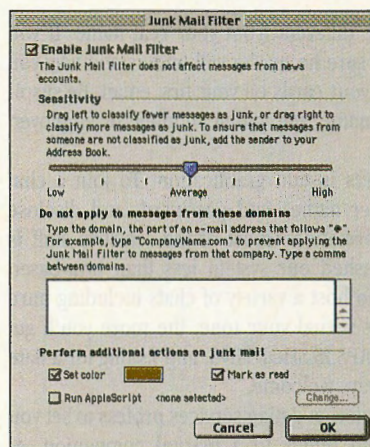 Junk Mail Filter
Enable Junk Mail Filter
The Junk Mail Filter does not affect messages from news
accounts.
Sensitivity
Drag left to classify fewer messages as junk, or drag right to
classify more messages as junk. To ensure that messages from
someone are not classified as junk, add the sender to your
Address Book.
Low Average High
Do not apply to messages from these domains
Type the domain, the part of an e-mail address that follows "@".
For example, type "CompanyName.com" to prevent applying the
Junk Mail Filter to messages from that company. Type a comma
between domains.
Perform additional actions on junk mail
Set color Mark as read
Run AppleScript <none selected> Change...
Cancel OK